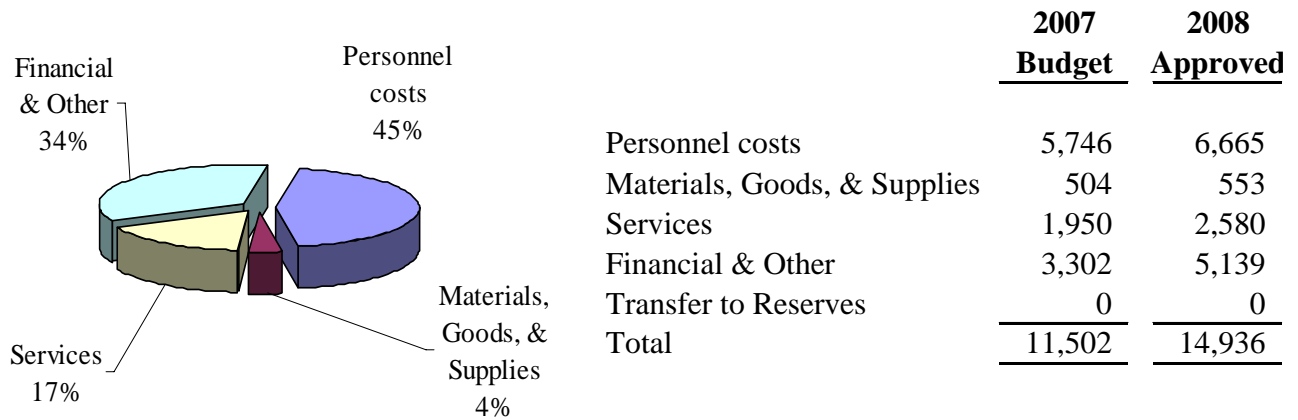 Financial
& Other
34%
Personnel
costs
45%
Services
17%
Materials,
Goods, &
Supplies
4%
2007 2008
Budget Approved
Personnel costs 5,746 6,665
Materials, Goods, & Supplies 504 553
Services 1,950 2,580
Financial & Other 3,302 5,139
Transfer to Reserves 0 0
Total 11,502 14,936